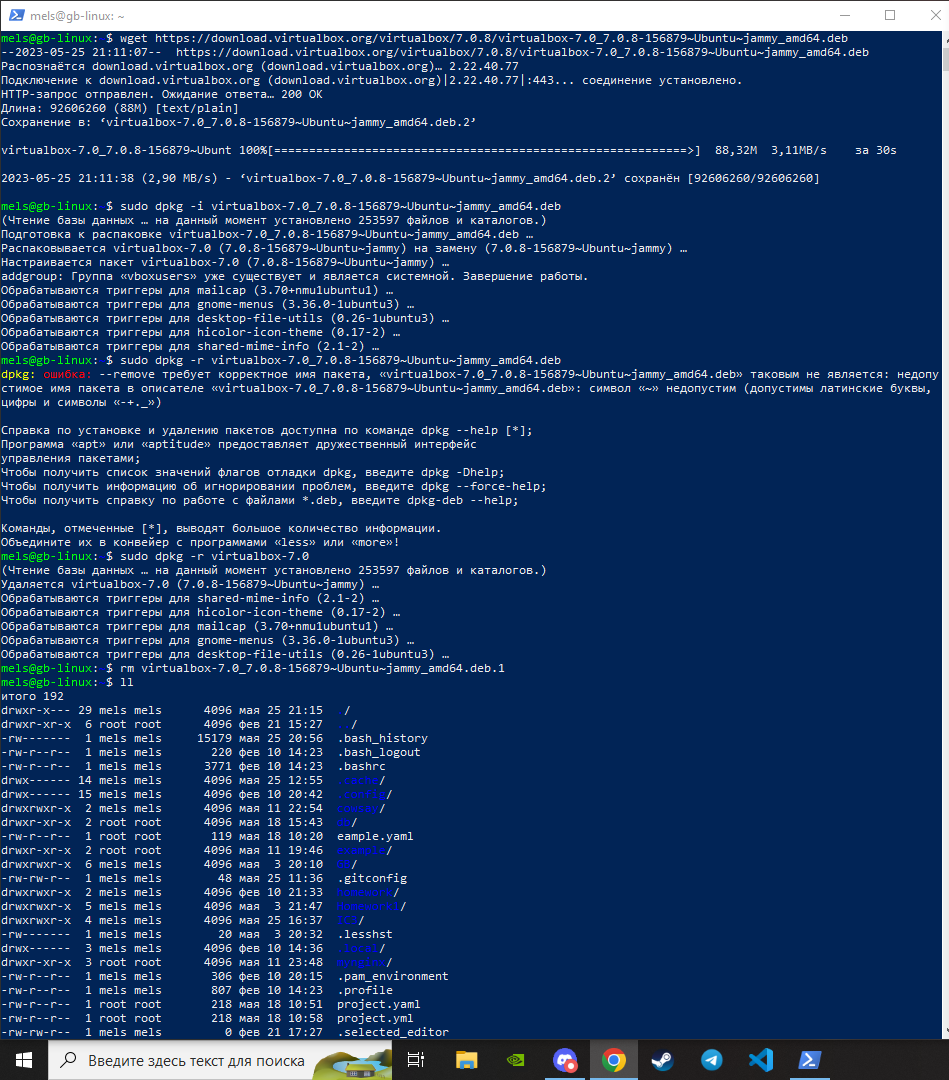 mels@gb-linux: ~
mels@gb-linux: $ wget https://download.virtualbox.org/virtualbox/7.0.8/virtualbox-7.0_7.0.8-156879~Ubuntu~jammy_amd64.deb
--2023-05-25 21:11:07-- https://download.virtualbox.org/virtualbox/7.0.8/virtualbox-7.0_7.0.8-156879~Ubuntu~jammy_amd64.deb
Распознаётся download.virtualbox.org (download.virtualbox.org)… 2.22.40.77
Подключение к download.virtualbox.org (download.virtualbox.org)|2.22.40.77|:443... соединение установлено.
HTTP-запрос отправлен. Ожидание ответа… 200 OK
Длина: 92606260 (88M) [text/plain]
Сохранение в: ‘virtualbox-7.0_7.0.8-156879~Ubuntu~jammy_amd64.deb.2’
virtualbox-7.0_7.0.8-156879~Ubunt 100%[===========================================================>] 88,32M 3,11MB/s за 30s
2023-05-25 21:11:38 (2,90 MB/s) - ‘virtualbox-7.0_7.0.8-156879~Ubuntu~jammy_amd64.deb.2’ сохранён [92606260/92606260]
mels@gb-linux: $ sudo dpkg -i virtualbox-7.0_7.0.8-156879~Ubuntu~jammy_amd64.deb
(Чтение базы данных … на данный момент установлено 253597 файлов и каталогов.)
Подготовка к распаковке virtualbox-7.0_7.0.8-156879~Ubuntu~jammy_amd64.deb …
Распаковывается virtualbox-7.0 (7.0.8-156879~Ubuntu~jammy) на замену (7.0.8-156879~Ubuntu~jammy) …
Настраивается пакет virtualbox-7.0 (7.0.8-156879~Ubuntu~jammy) …
addgroup: Группа «vboxusers» уже существует и является системной. Завершение работы.
Обрабатываются триггеры для mailcap (3.70+nmu1ubuntu1) …
Обрабатываются триггеры для gnome-menus (3.36.0-1ubuntu3) …
Обрабатываются триггеры для desktop-file-utils (0.26-1ubuntu3) …
Обрабатываются триггеры для hicolor-icon-theme (0.17-2) …
Обрабатываются триггеры для shared-mime-info (2.1-2) …
mels@gb-linux: $ sudo dpkg -r virtualbox-7.0_7.0.8-156879~Ubuntu~jammy_amd64.deb
dpkg: ошибка: --remove требует корректное имя пакета, «virtualbox-7.0_7.0.8-156879~Ubuntu~jammy_amd64.deb» таковым не является: недопу
стимое имя пакета в описателе «virtualbox-7.0_7.0.8-156879~Ubuntu~jammy_amd64.deb»: символ «~» недопустим (допустимы латинские буквы,
цифры и символы «-+._»)
Справка по установке и удалению пакетов доступна по команде dpkg --help [*];
Программа «apt» или «aptitude» предоставляет дружественный интерфейс
управления пакетами;
Чтобы получить список значений флагов отладки dpkg, введите dpkg -Dhelp;
Чтобы получить информацию об игнорировании проблем, введите dpkg --force-help;
Чтобы получить справку по работе с файлами *.deb, введите dpkg-deb --help;
Команды, отмеченные [*], выводят большое количество информации.
Объедините их в конвейер с программами «less» или «more»!
mels@gb-linux: $ sudo dpkg -r virtualbox-7.0
(Чтение базы данных … на данный момент установлено 253597 файлов и каталогов.)
Удаляется virtualbox-7.0 (7.0.8-156879~Ubuntu~jammy) …
Обрабатываются триггеры для shared-mime-info (2.1-2) …
Обрабатываются триггеры для hicolor-icon-theme (0.17-2) …
Обрабатываются триггеры для mailcap (3.70+nmu1ubuntu1) …
Обрабатываются триггеры для gnome-menus (3.36.0-1ubuntu3) …
Обрабатываются триггеры для desktop-file-utils (0.26-1ubuntu3) …
mels@gb-linux: $ rm virtualbox-7.0_7.0.8-156879~Ubuntu~jammy_amd64.deb.1
mels@gb-linux: $ ll
итого 192
drwxr-x--- 29 mels mels 4096 мая 25 21:15 ./
drwxr-xr-x 6 root root 4096 фев 21 15:27 ../
-rw------- 1 mels mels 15179 мая 25 20:56 .bash_history
-rw-r--r-- 1 mels mels 220 фев 10 14:23 .bash_logout
-rw-r--r-- 1 mels mels 3771 фев 10 14:23 .bashrc
drwx------ 14 mels mels 4096 мая 25 12:55 .cache/
drwx------ 15 mels mels 4096 фев 10 20:42 .config/
drwxrwxr-x 2 mels mels 4096 мая 11 22:54 /
drwxr-xr-x 2 root root 4096 мая 18 15:43 /
-rw-r--r-- 1 root root 119 мая 18 10:20 eample.yaml
drwxr-xr-x 2 root root 4096 мая 11 19:46 example/
drwxrwxr-x 6 mels mels 4096 мая 3 20:10 /
-rw-rw-r-- 1 mels mels 48 мая 25 11:36 .gitconfig
drwxrwxr-x 2 mels mels 4096 фев 10 21:33 homework/
drwxrwxr-x 5 mels mels 4096 мая 3 21:47 /
drwxrwxr-x 4 mels mels 4096 мая 25 16:37 /
-rw------- 1 mels mels 20 мая 3 20:32 .lesshst
drwx------ 3 mels mels 4096 фев 10 14:36 .local/
drwxr-xr-x 3 root root 4096 мая 11 23:48 /
-rw-r--r-- 1 mels mels 306 фев 10 20:15 .pam_environment
-rw-r--r-- 1 mels mels 807 фев 10 14:23 .profile
-rw-r--r-- 1 root root 218 мая 18 10:51 project.yaml
-rw-r--r-- 1 root root 218 мая 18 10:58 project.yml
-rw-rw-r-- 1 mels mels 0 фев 21 17:27 .selected_editor
Введите здесь текст для поиска